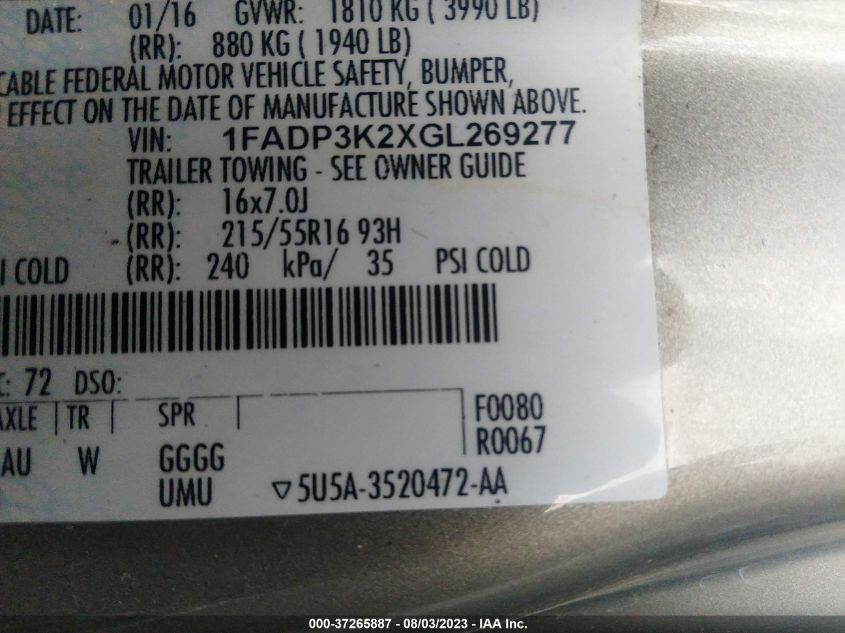 DATE: 01/16 GVWR: 1810 KG ( 3990 LB)
(RR): 880 KG ( 1940 LB)
CABLE FEDERAL MOTOR VEHICLE SAFETY, BUMPER,
EFFECT ON THE DATE OF MANUFACTURE SHOWN ABOVE.
VIN: 1FADP3K2XGL269277
TRAILER TOWING - SEE OWNER GUIDE
(RR): 16x7.0J
(RR): 215/55R16 93H
I COLD (RR): 240 kPa/ 35 PSI COLD
C: 72 DSO:
AXLE TR SPR F0080
R0067
AU W GGGG
UMU ▽5U5A-3520472-AA
000-37265887 - 08/03/2023 - IAA Inc.